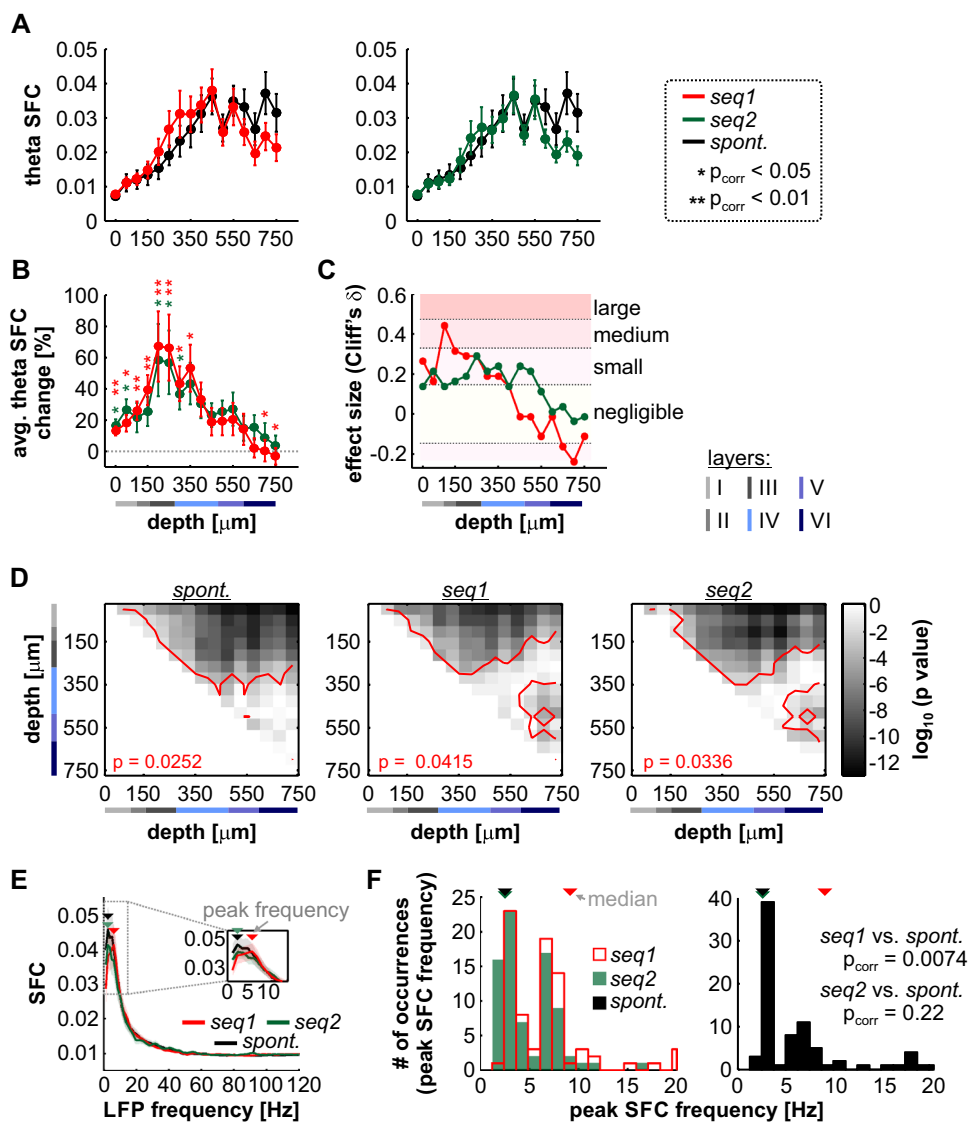 A
theta SFC
0.05
0.04
0.03
0.02
0.01
0
0 150 350 550 750
0.05
0.04
0.03
0.02
0.01
0
0 150 350 550 750
seq1
seq2
spont.
* p_corr < 0.05
** p_corr < 0.01
B
avg. theta SFC
change [%]
100
80
60
40
20
0
** ** ** ** *** *** * * * *
* * * * *
0 150 350 550 750
depth [μm]
C
effect size (Cliff's δ)
0.6
0.4
0.2
0
-0.2
large
medium
small
negligible
0 150 350 550 750
depth [μm]
layers:
I III V
II IV VI
D
spont.
seq1
seq2
depth [μm]
150
350
550
750
p = 0.0252
150 350 550 750
depth [μm]
150
350
550
750
p = 0.0415
150 350 550 750
depth [μm]
150
350
550
750
p = 0.0336
150 350 550 750
depth [μm]
0
-2
-4
-6
-8
-10
-12
log10 (p value)
E
SFC
0.05
0.04
0.03
0.02
0.01
peak frequency
0.05
0.03
0 5 10
seq1 seq2
spont.
0 20 40 60 80 100 120
LFP frequency [Hz]
F
# of occurrences
(peak SFC frequency)
25
20
15
10
5
0
median
seq1
seq2
spont.
0 5 10 15 20
40
30
20
10
0
seq1 vs. spont.
p_corr = 0.0074
seq2 vs. spont.
p_corr = 0.22
0 5 10 15 20
peak SFC frequency [Hz]